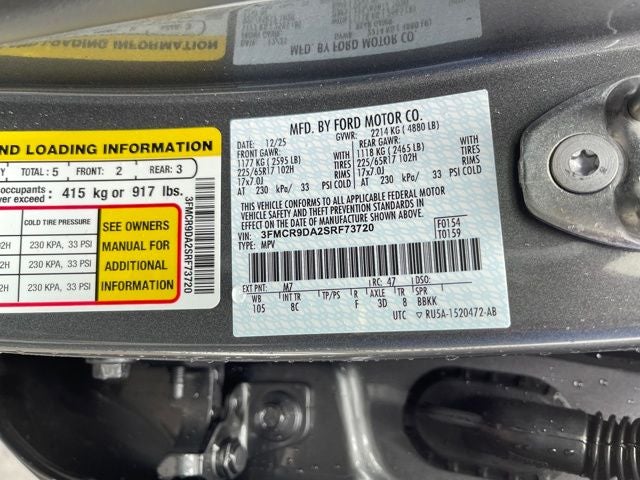 MFD. BY FORD MOTOR CO.
LOADING INFORMATION
12/25
MFD. BY FORD MOTOR CO.
DATE: 12/25 GVWR: 2214 KG ( 4880 LB)
FRONT GAWR: REAR GAWR:
1177 KG ( 2595 LB) WITH 1118 KG ( 2465 LB) WITH
225/65R17 102H TIRES 225/65R17 102H TIRES
17x7.0J RIMS 17x7.0J RIMS
AT 230 kPa/ 33 PSI COLD AT 230 kPa/ 33 PSI COLD
THIS VEHICLE CONFORMS TO ALL APPLICABLE FEDERAL MOTOR
VEHICLE SAFETY AND BUMPER STANDARDS AND THEFT PREVENTION STANDARDS IN
EFFECT ON THE DATE OF MANUFACTURE SHOWN ABOVE.
VIN: 3FMCR9DA2SRF73720
TYPE: MPV
F0154
T0159
EXT PNT: M7 RC: 47 DSO:
WB INT TR TP/PS R AXLE TR SPR
105 8C F 3D 8 BBKK
UTC RU5A-1520472-AB
ND LOADING INFORMATION
Y TOTAL: 5 FRONT: 2 REAR: 3
occupants
er exceed: 415 kg or 917 lbs.
COLD TIRE PRESSURE
2H 230 KPA, 33 PSI
2H 230 KPA, 33 PSI
230 KPA, 33 PSI
SEE OWNERS
MANUAL FOR
ADDITIONAL
INFORMATION
3FMCR9DA2SRF73720